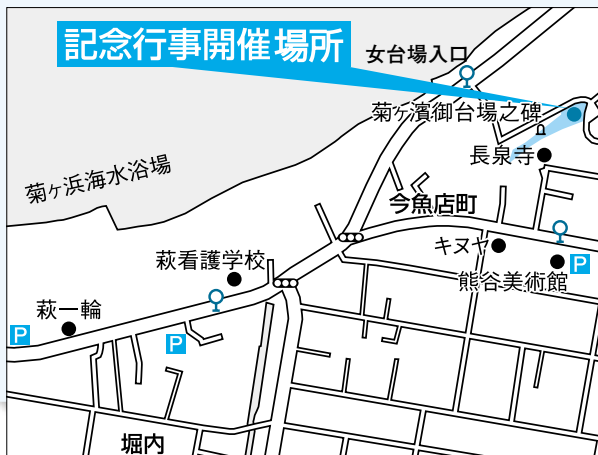 記念行事開催場所
女台場入口
菊ヶ濱御台場之碑
長泉寺
菊ヶ浜海水浴場
今魚店町
キヌヤ
萩看護学校
熊谷美術館
P
萩一輪
P
P
堀内